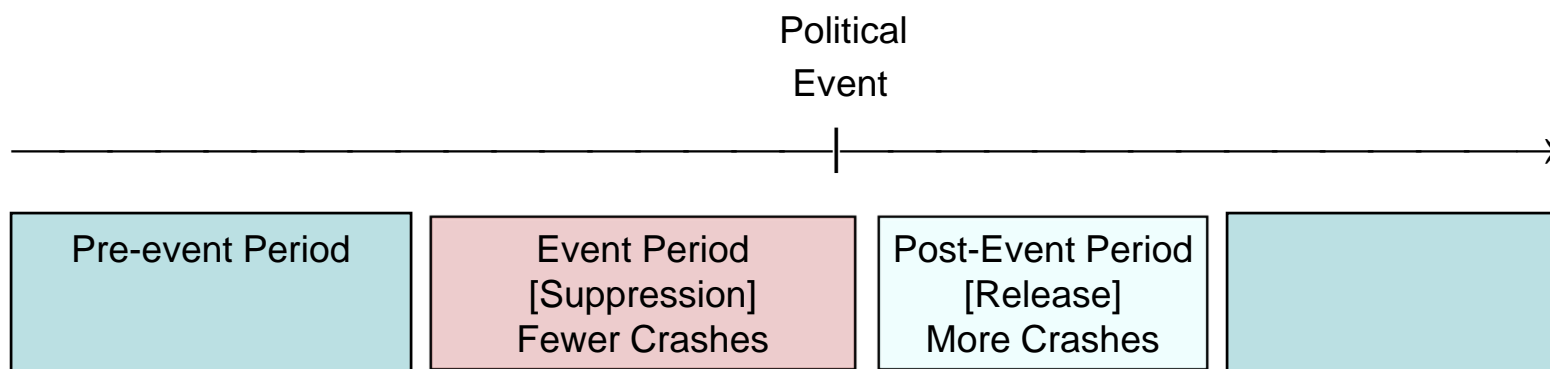 Political
Event
Pre-event Period
Event Period
[Suppression]
Fewer Crashes
Post-Event Period
[Release]
More Crashes